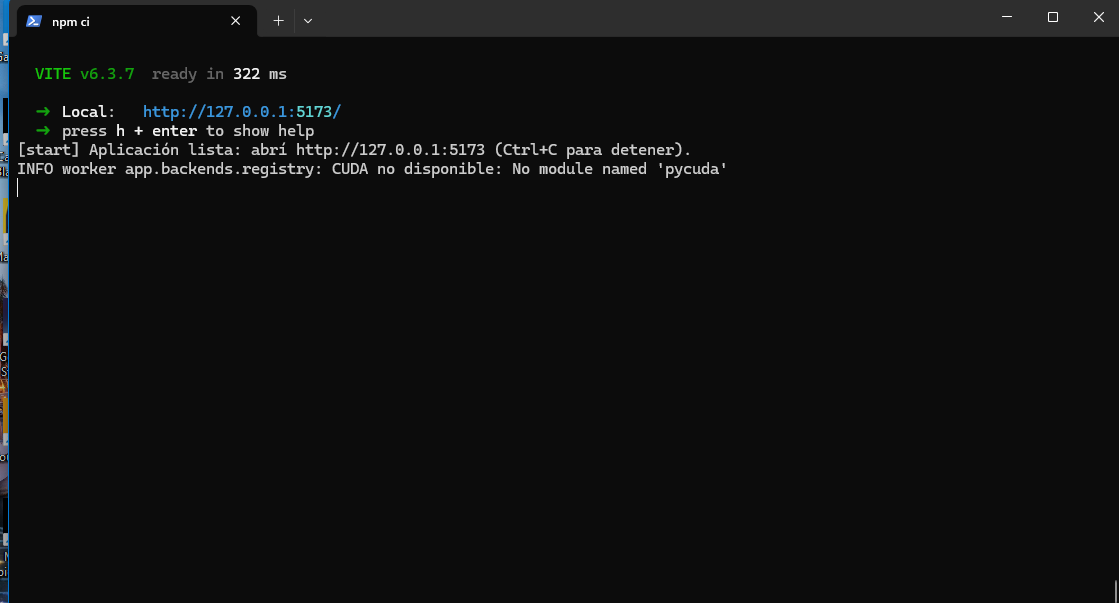 npm ci
VITE v6.3.7 ready in 322 ms
➜ Local: http://127.0.0.1:5173/
➜ press h + enter to show help
[start] Aplicación lista: abrí http://127.0.0.1:5173 (Ctrl+C para detener).
INFO worker app.backends.registry: CUDA no disponible: No module named 'pycuda'